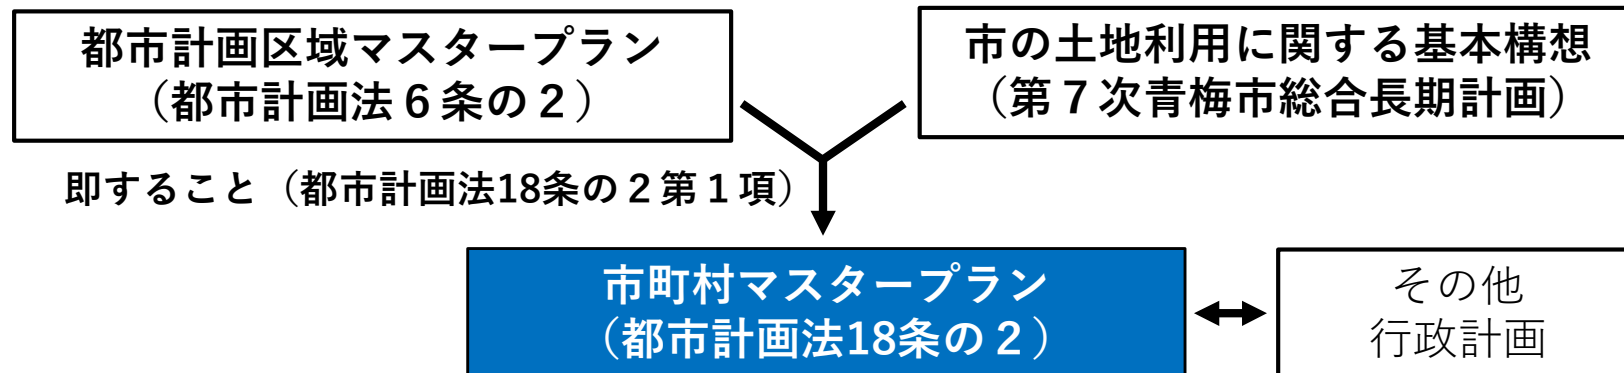 都市計画区域マスタープラン
（都市計画法６条の２）
市の土地利用に関する基本構想
（第７次青梅市総合長期計画）
即すること（都市計画法18条の２第１項）
市町村マスタープラン
（都市計画法18条の２）
その他
行政計画